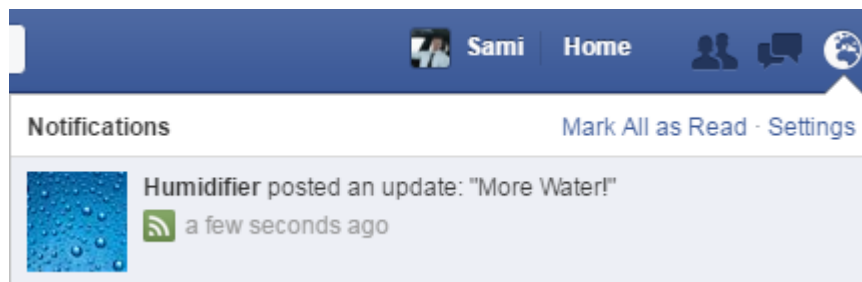 Sami Home
Notifications Mark All as Read · Settings
Humidifier posted an update: "More Water!"
a few seconds ago